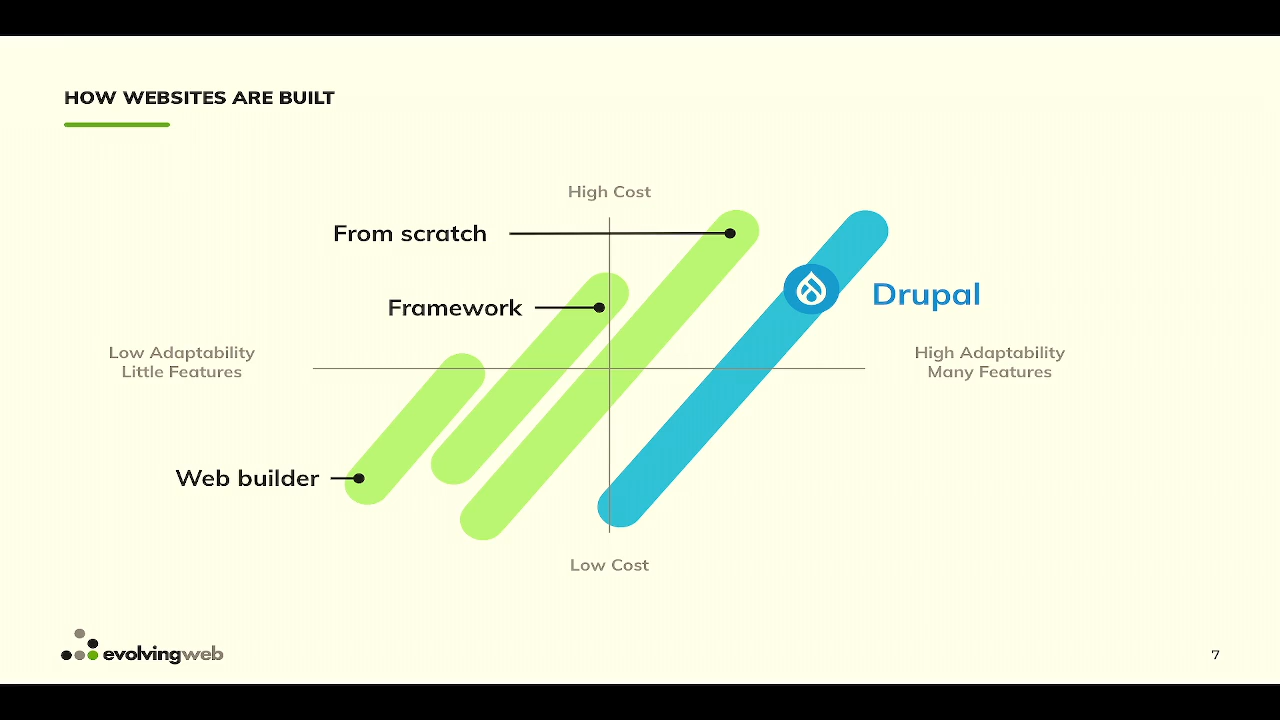 HOW WEBSITES ARE BUILT
High Cost
From scratch
Framework
Drupal
Low Adaptability
Little Features
High Adaptability
Many Features
Web builder
Low Cost
evolvingweb
7